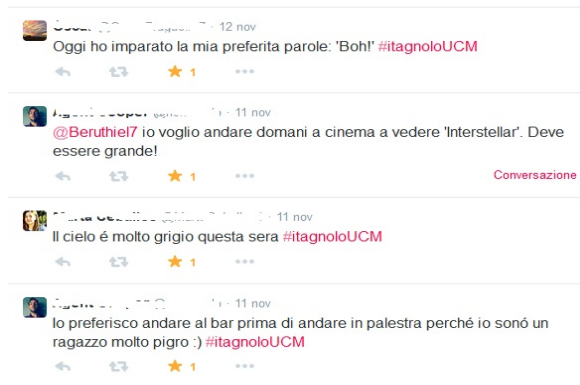 12 nov
Oggi ho imparato la mia preferita parole: 'Boh!' #itagnoloUCM
1
11 nov
@Beruthiel7 io voglio andare domani a cinema a vedere 'Interstellar'. Deve
essere grande!
1
Conversazione
11 nov
Il cielo é molto grigio questa sera #itagnoloUCM
1
11 nov
Io preferisco andare al bar prima di andare in palestra perché io sonó un
ragazzo molto pigro :) #itagnoloUCM
1